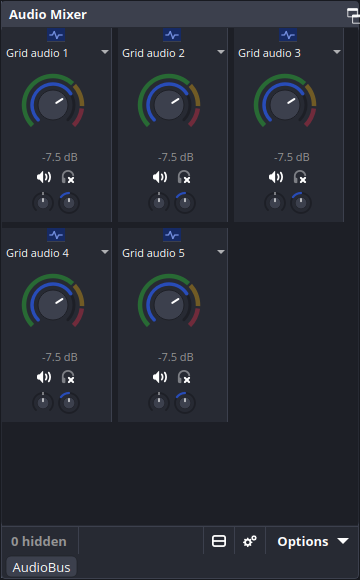 Audio Mixer
Grid audio 1
Grid audio 2
Grid audio 3
-7.5 dB
-7.5 dB
-7.5 dB
Grid audio 4
Grid audio 5
-7.5 dB
-7.5 dB
0 hidden
Options
AudioBus